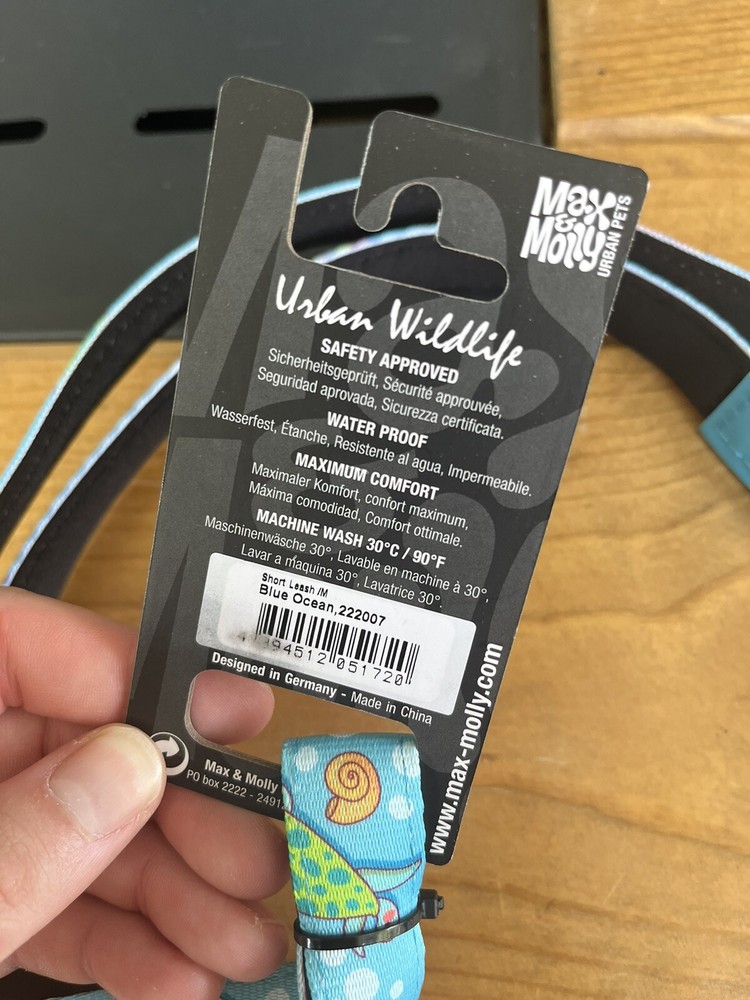 Max
&
Molly
URBAN PETS
Urban Wildlife
SAFETY APPROVED
Sicherheitsgeprüft, Sécurité approuvée,
Seguridad aprovada, Sicurezza certificata.
WATER PROOF
Wasserfest, Étanche, Resistente al agua, Impermeabile.
MAXIMUM COMFORT
Maximaler Komfort, confort maximum,
Máxima comodidad, Comfort ottimale.
MACHINE WASH 30°C / 90°F
Maschinenwäsche 30°, Lavable en machine à 30°,
Lavar a maquina 30°, Lavatrice 30°.
Short Leash /M
Blue Ocean,222007
051720
Designed in Germany - Made in China
Max & Molly
PO box 2222 - 2491
www.max-molly.com